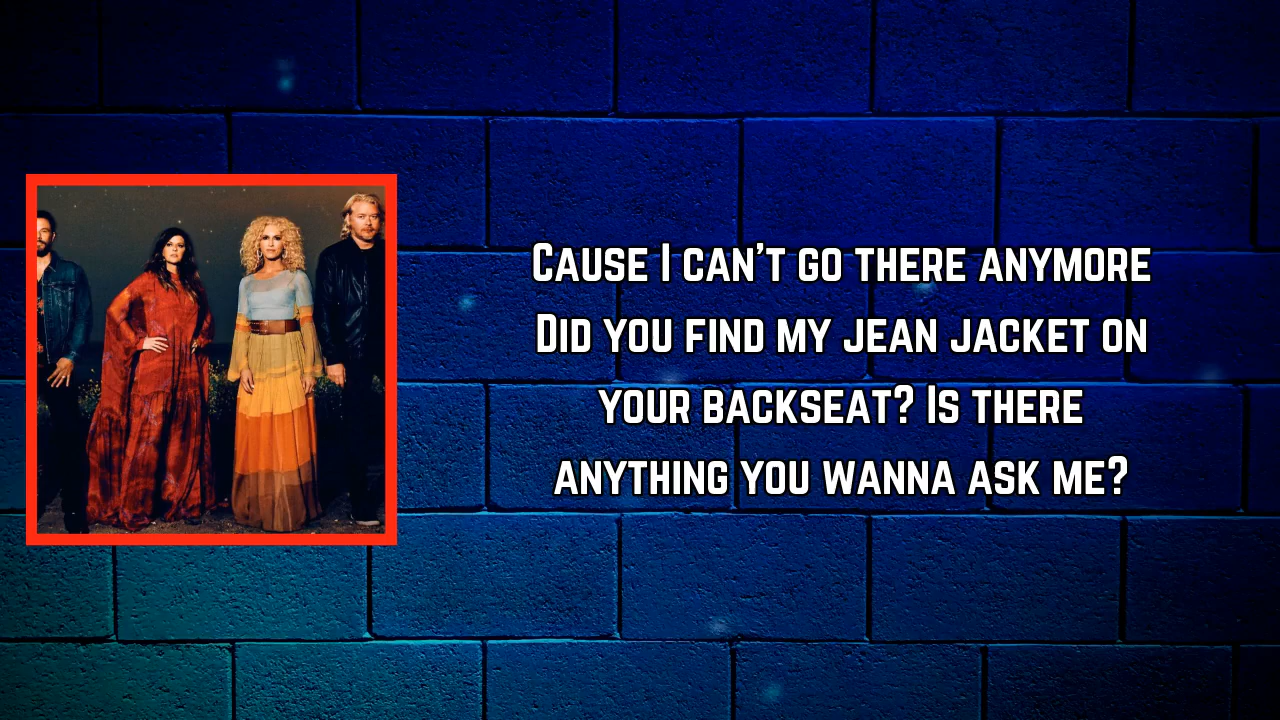 Cause I can't go there anymore
Did you find my jean jacket on
your backseat? Is there
anything you wanna ask me?